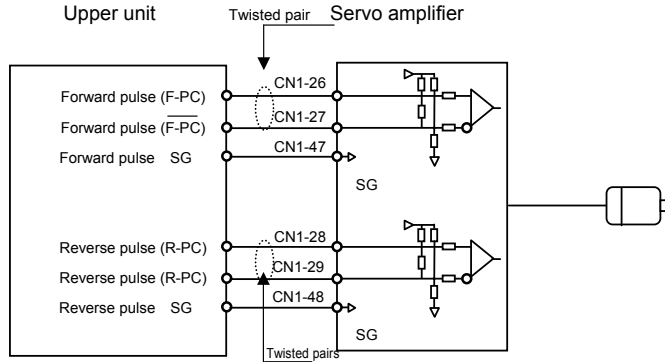 Upper unit
Twisted pair
Servo amplifier
Forward pulse (F-PC)
CN1-26
Forward pulse (F-PC)
CN1-27
Forward pulse SG
CN1-47
SG
Reverse pulse (R-PC)
CN1-28
Reverse pulse (R-PC)
CN1-29
Reverse pulse SG
CN1-48
SG
Twisted pairs